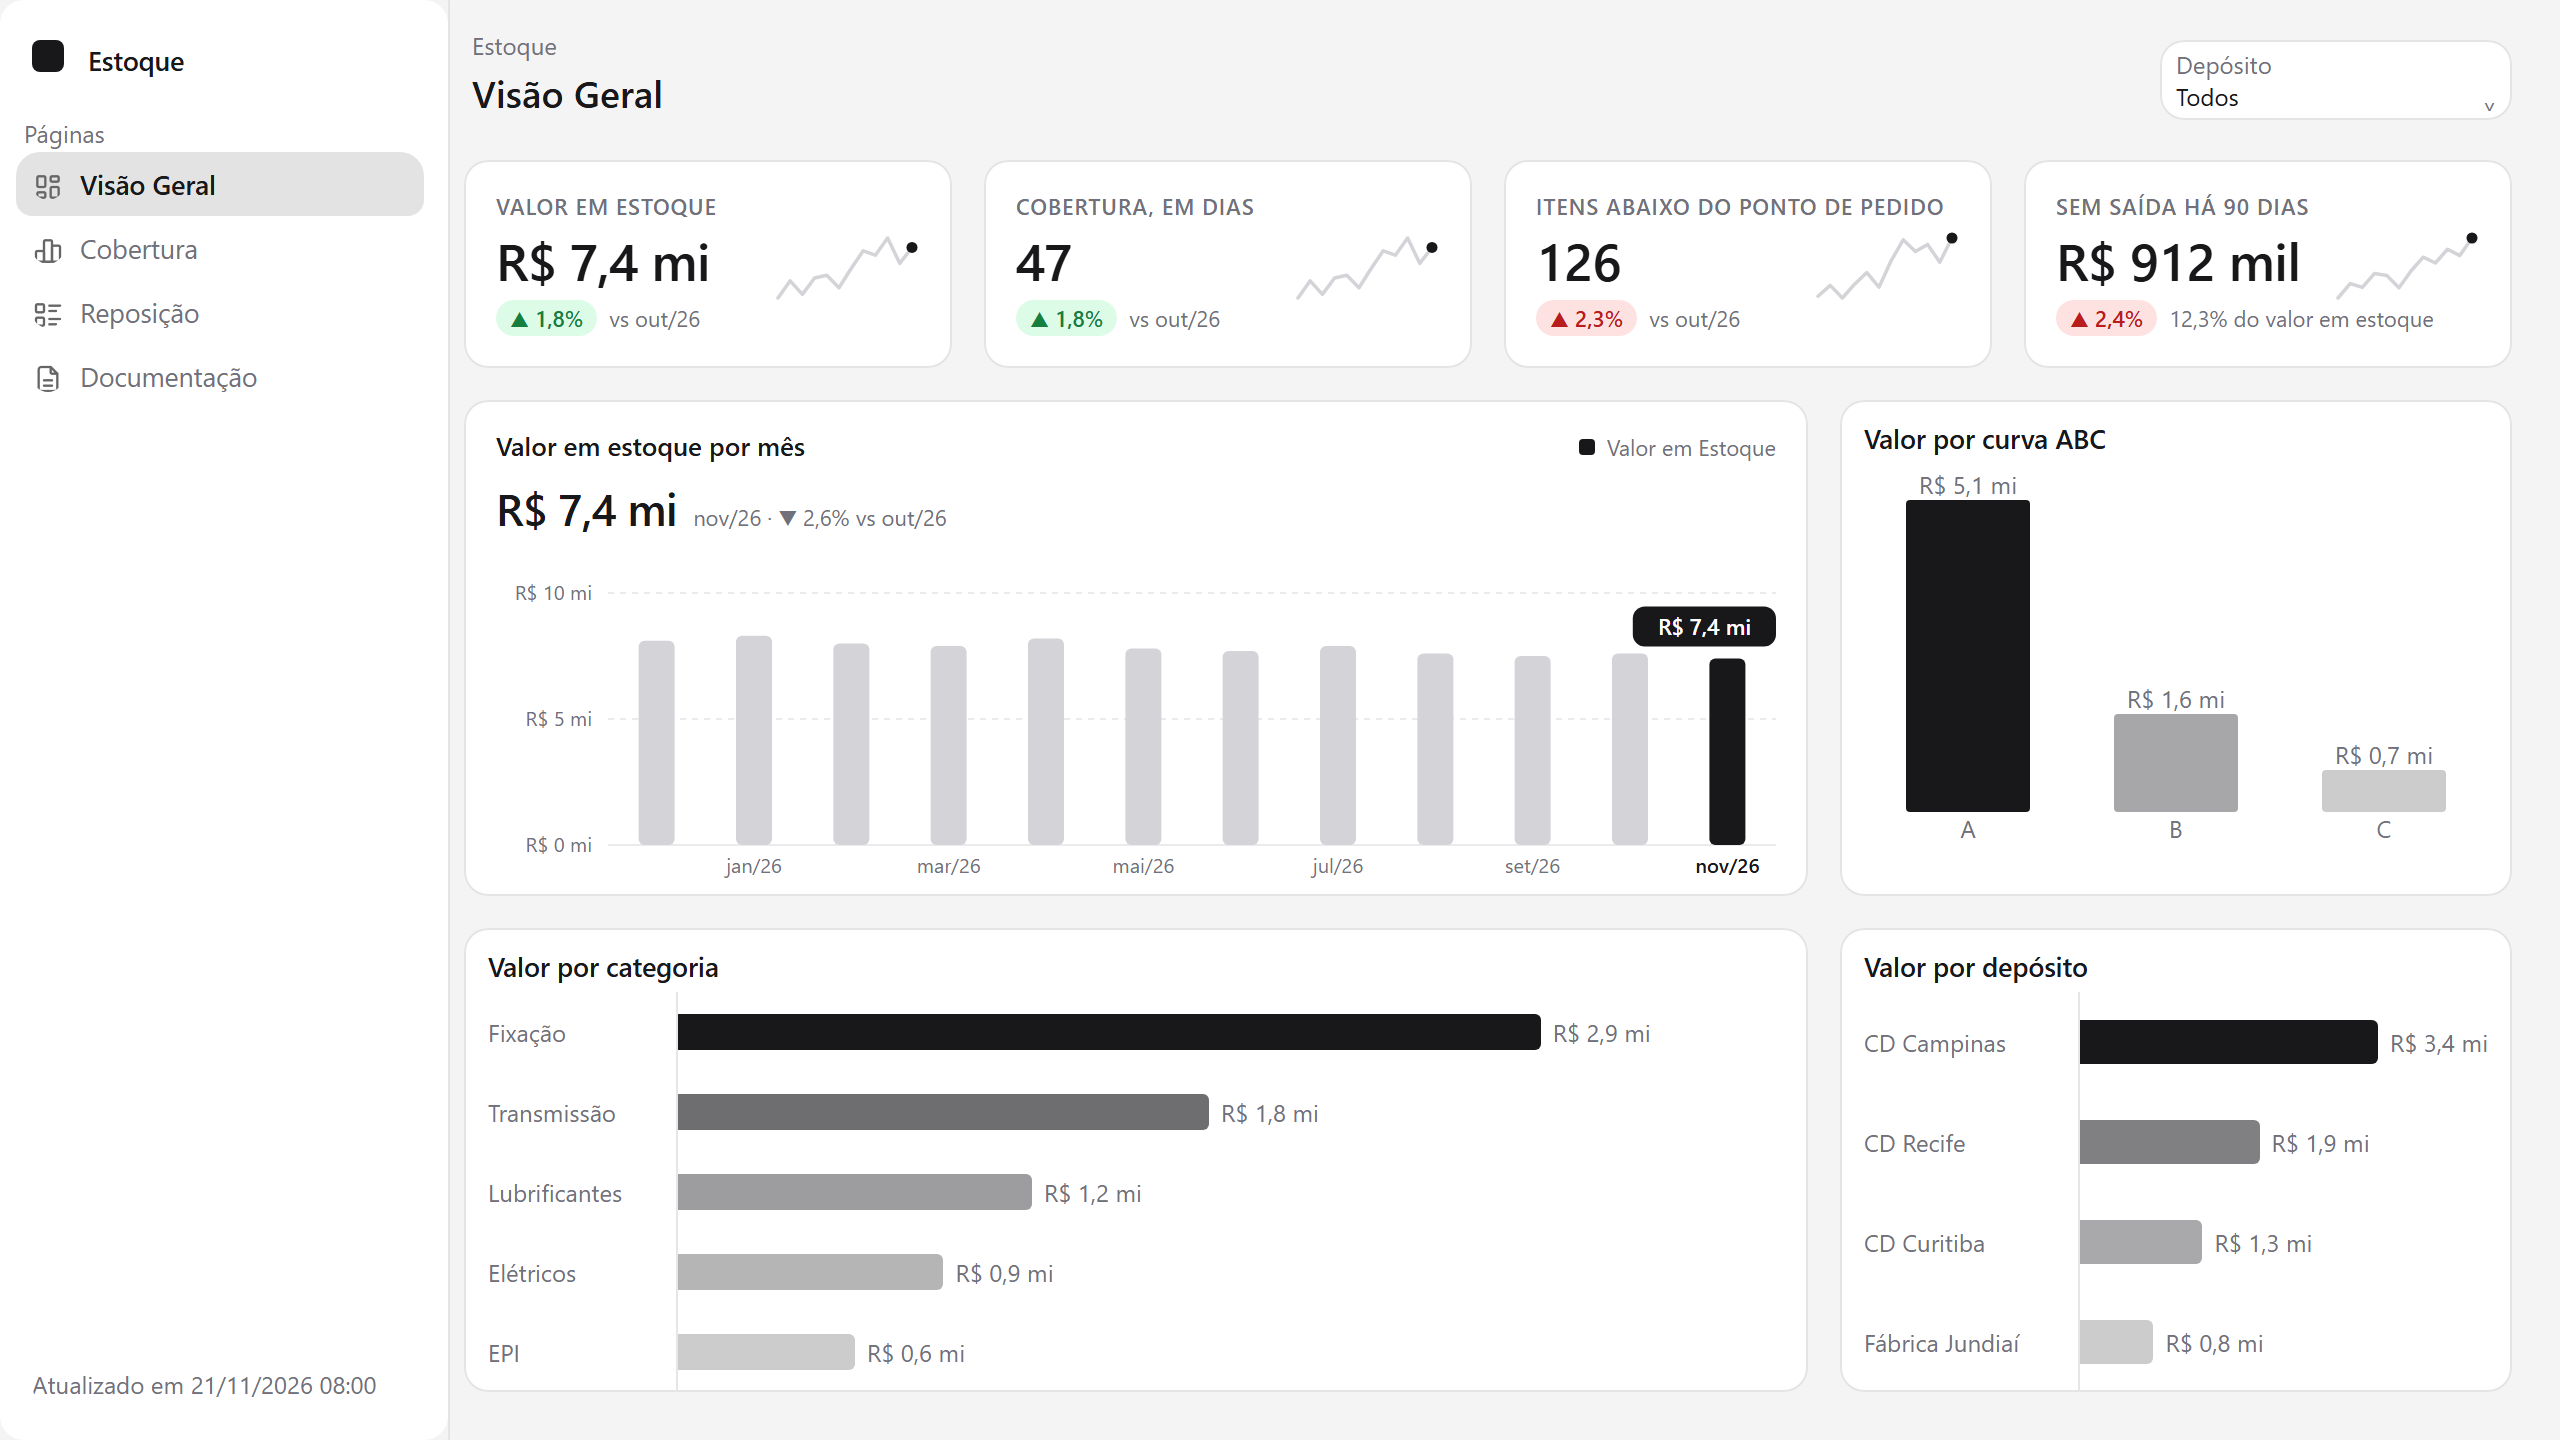 Estoque
Páginas
Visão Geral
Cobertura
Reposição
Documentação
Atualizado em 21/11/2026 08:00
Estoque
Visão Geral
Depósito
Todos
VALOR EM ESTOQUE
R$ 7,4 mi
▲ 1,8% vs out/26
COBERTURA, EM DIAS
47
▲ 1,8% vs out/26
ITENS ABAIXO DO PONTO DE PEDIDO
126
▲ 2,3% vs out/26
SEM SAÍDA HÁ 90 DIAS
R$ 912 mil
▲ 2,4% 12,3% do valor em estoque
Valor em estoque por mês
Valor em Estoque
R$ 7,4 mi nov/26 · ▼ 2,6% vs out/26
R$ 10 mi
R$ 7,4 mi
R$ 5 mi
R$ 0 mi
jan/26 mar/26 mai/26 jul/26 set/26 nov/26
Valor por curva ABC
R$ 5,1 mi
R$ 1,6 mi
R$ 0,7 mi
A B C
Valor por categoria
Fixação R$ 2,9 mi
Transmissão R$ 1,8 mi
Lubrificantes R$ 1,2 mi
Elétricos R$ 0,9 mi
EPI R$ 0,6 mi
Valor por depósito
CD Campinas R$ 3,4 mi
CD Recife R$ 1,9 mi
CD Curitiba R$ 1,3 mi
Fábrica Jundiaí R$ 0,8 mi